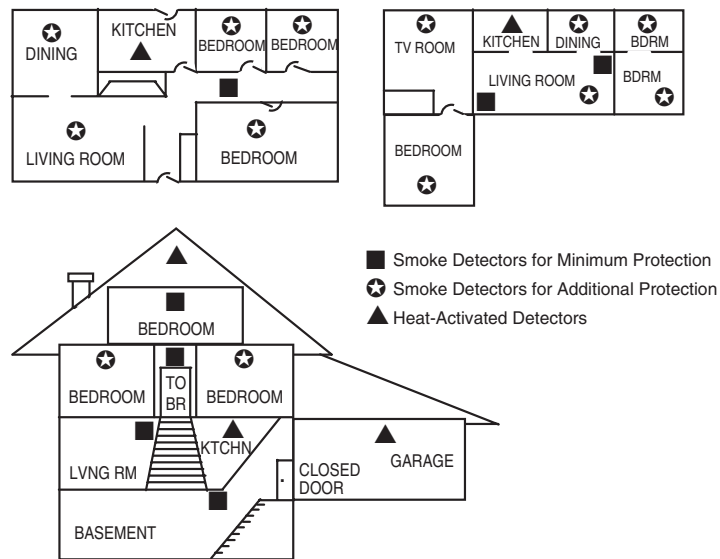 DINING
KITCHEN
BEDROOM
BEDROOM
LIVING ROOM
BEDROOM
TV ROOM
KITCHEN
DINING
BDRM
LIVING ROOM
BDRM
BEDROOM
Smoke Detectors for Minimum Protection
Smoke Detectors for Additional Protection
Heat-Activated Detectors
BEDROOM
BEDROOM
TO
BR
BEDROOM
LVNG RM
KTCHN
CLOSED
DOOR
GARAGE
BASEMENT